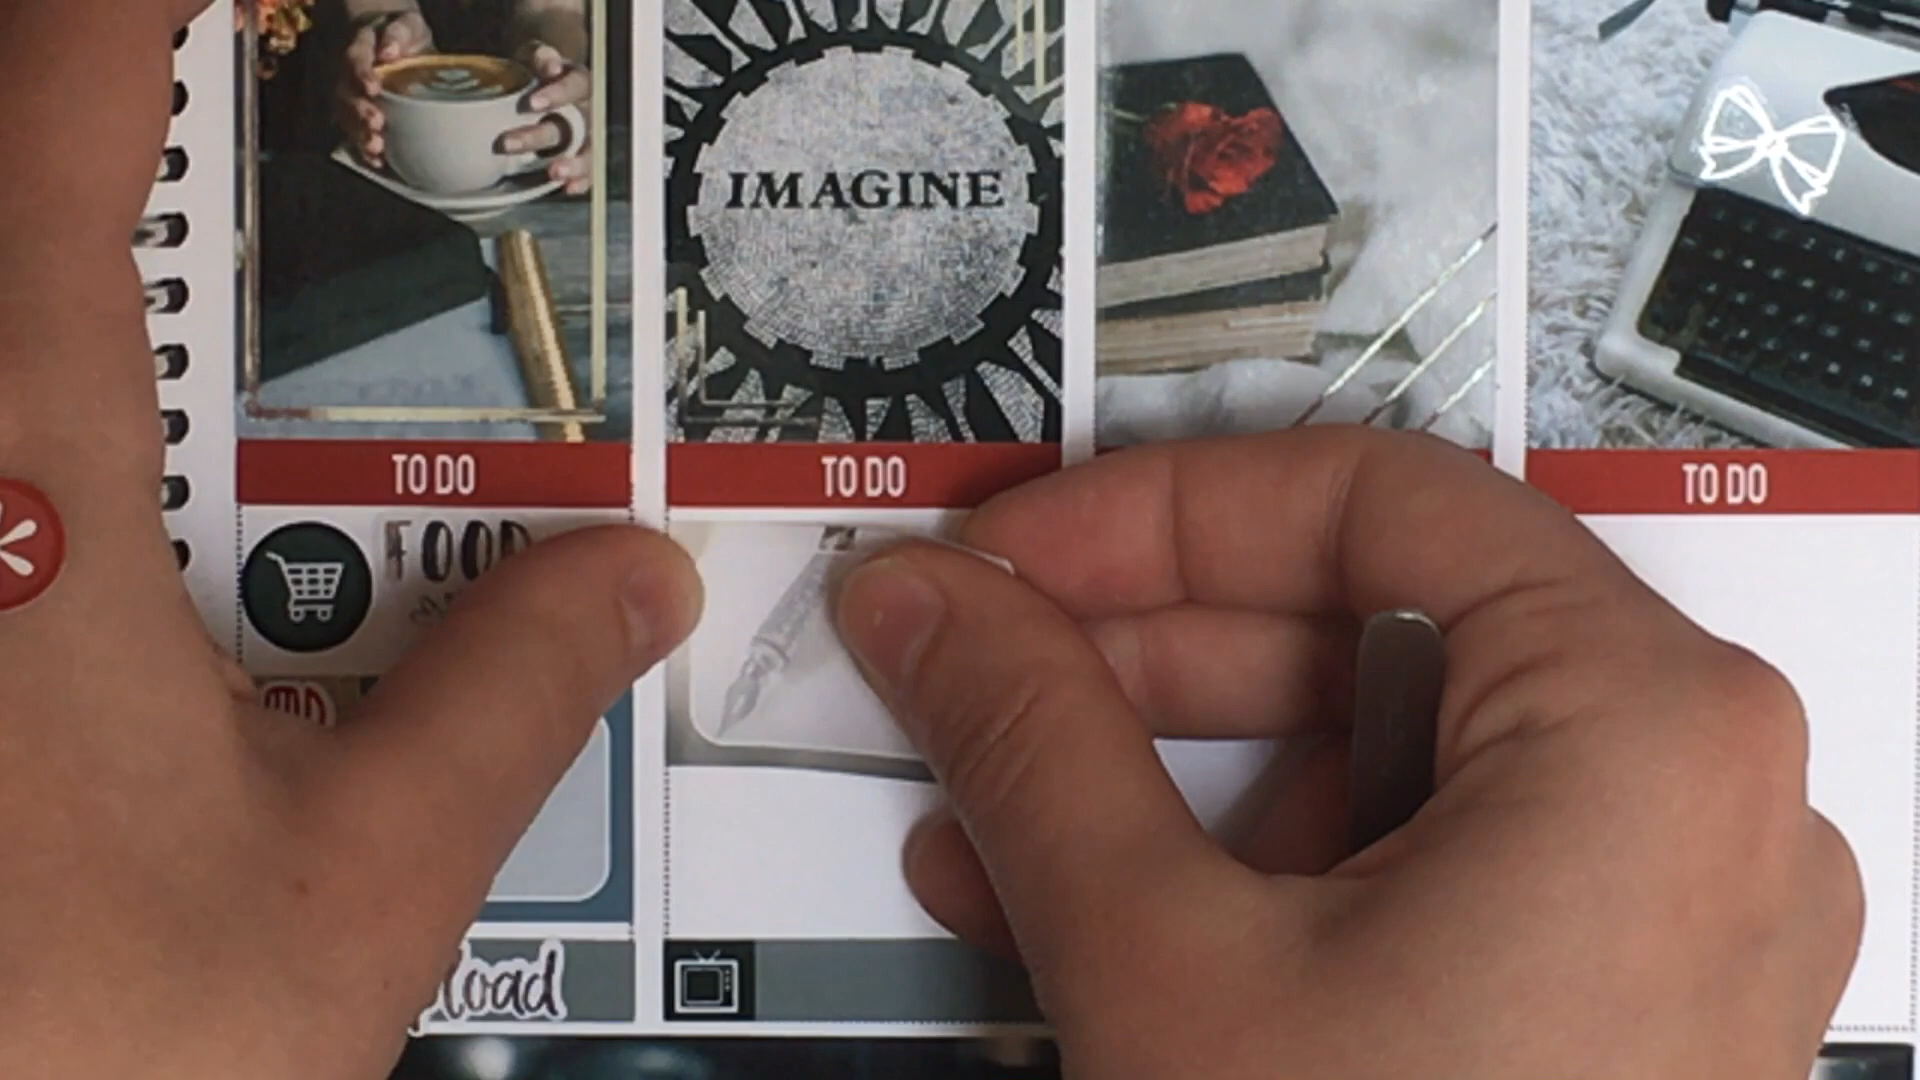 IMAGINE
TO DO
TO DO
TO DO
FOOD
load